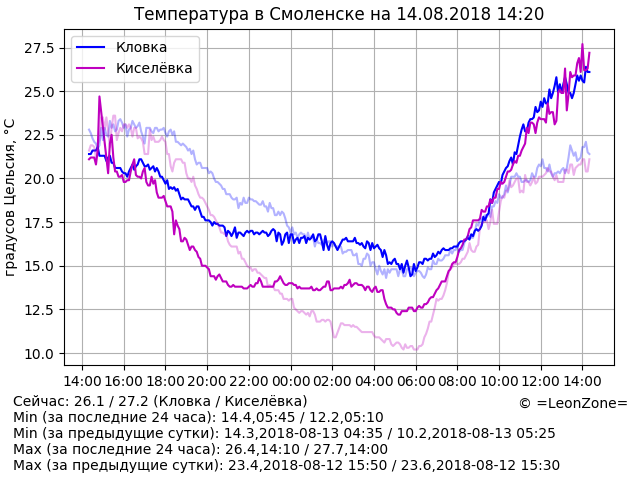 Температура в Смоленске на 14.08.2018 14:20
Кловка
Киселёвка
градусов Цельсия, °C
27.5
25.0
22.5
20.0
17.5
15.0
12.5
10.0
14:00 16:00 18:00 20:00 22:00 00:00 02:00 04:00 06:00 08:00 10:00 12:00 14:00
Сейчас: 26.1 / 27.2 (Кловка / Киселёвка)
© =LeonZone=
Min (за последние 24 часа): 14.4,05:45 / 12.2,05:10
Min (за предыдущие сутки): 14.3,2018-08-13 04:35 / 10.2,2018-08-13 05:25
Max (за последние 24 часа): 26.4,14:10 / 27.7,14:00
Max (за предыдущие сутки): 23.4,2018-08-12 15:50 / 23.6,2018-08-12 15:30